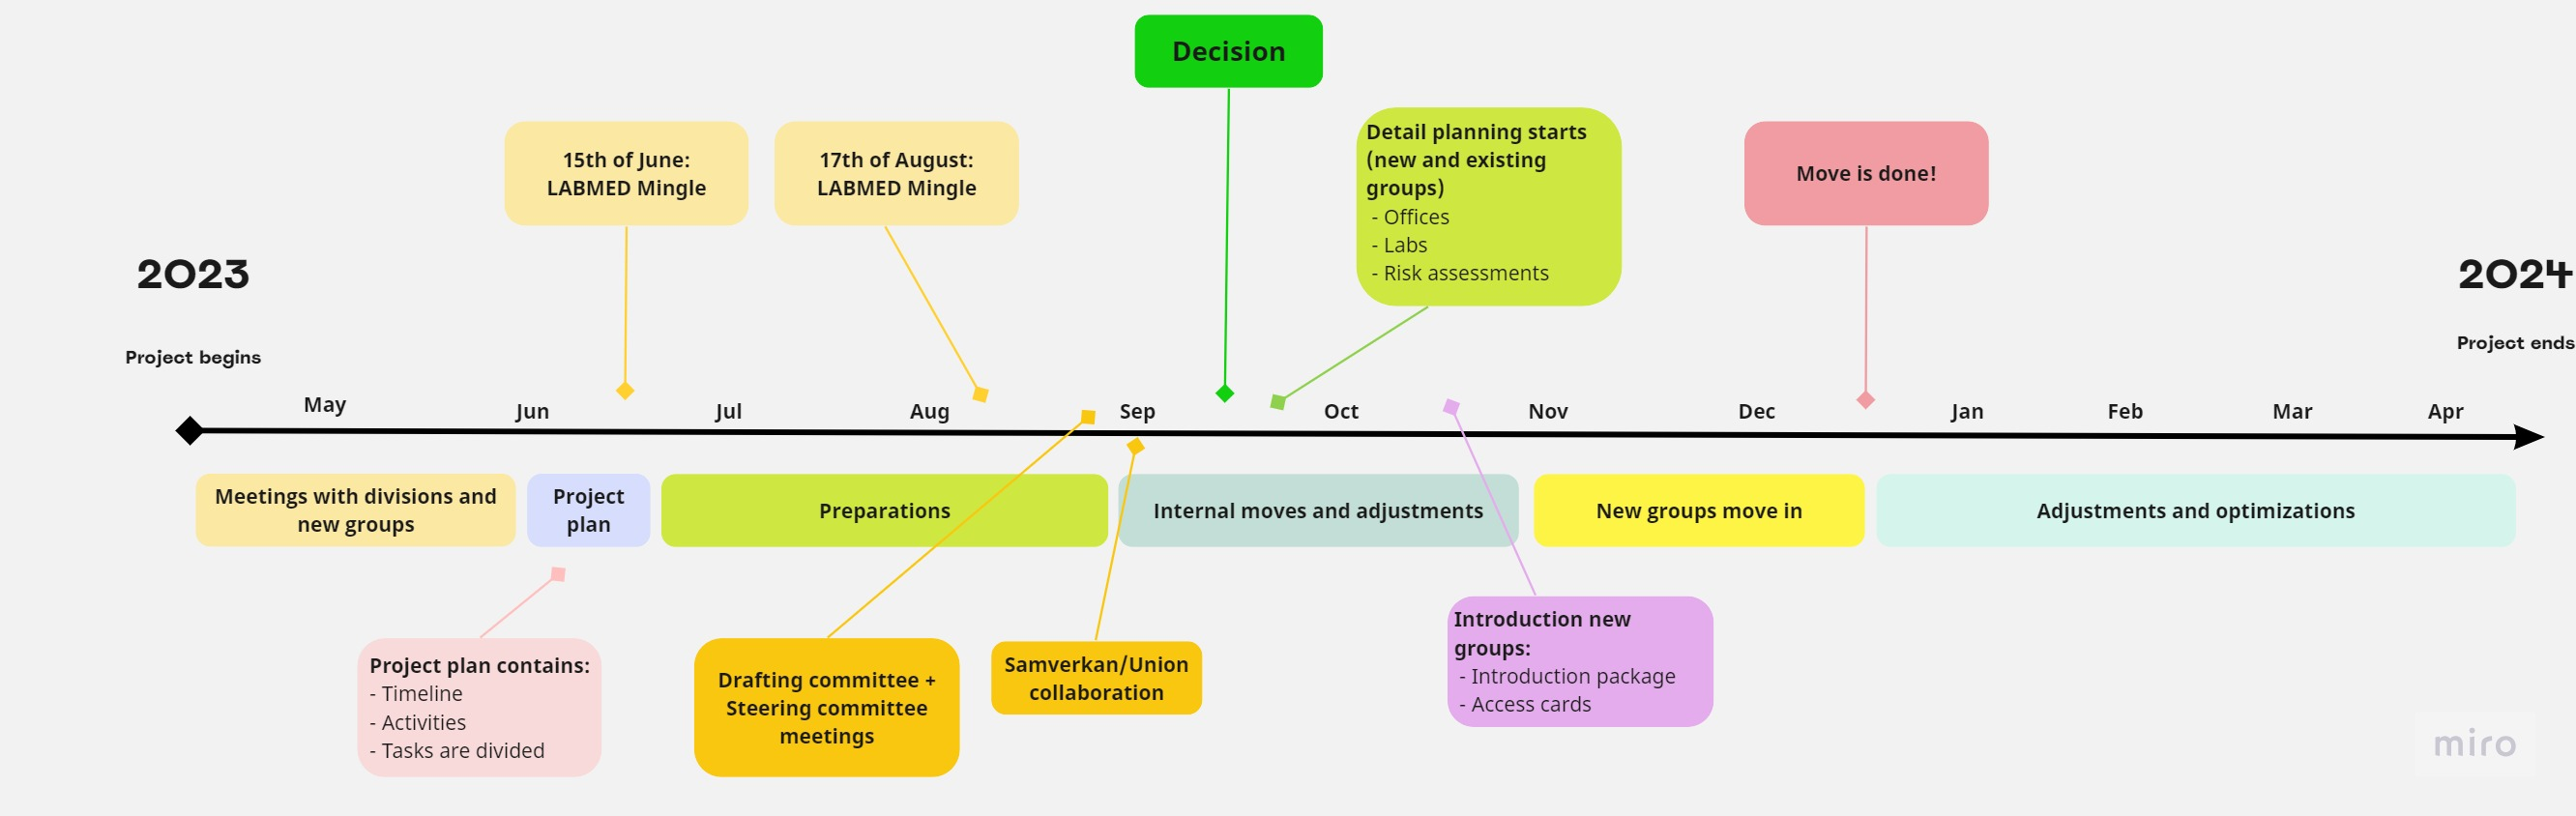 Decision
15th of June:
LABMED Mingle
17th of August:
LABMED Mingle
Detail planning starts
(new and existing
groups)
- Offices
- Labs
- Risk assessments
Move is done!
2023
2024
Project begins
Project ends
May
Jun
Jul
Aug
Sep
Oct
Nov
Dec
Jan
Feb
Mar
Apr
Meetings with divisions and
new groups
Project
plan
Preparations
Internal moves and adjustments
New groups move in
Adjustments and optimizations
Project plan contains:
- Timeline
- Activities
- Tasks are divided
Drafting committee +
Steering committee
meetings
Samverkan/Union
collaboration
Introduction new
groups:
- Introduction package
- Access cards
miro